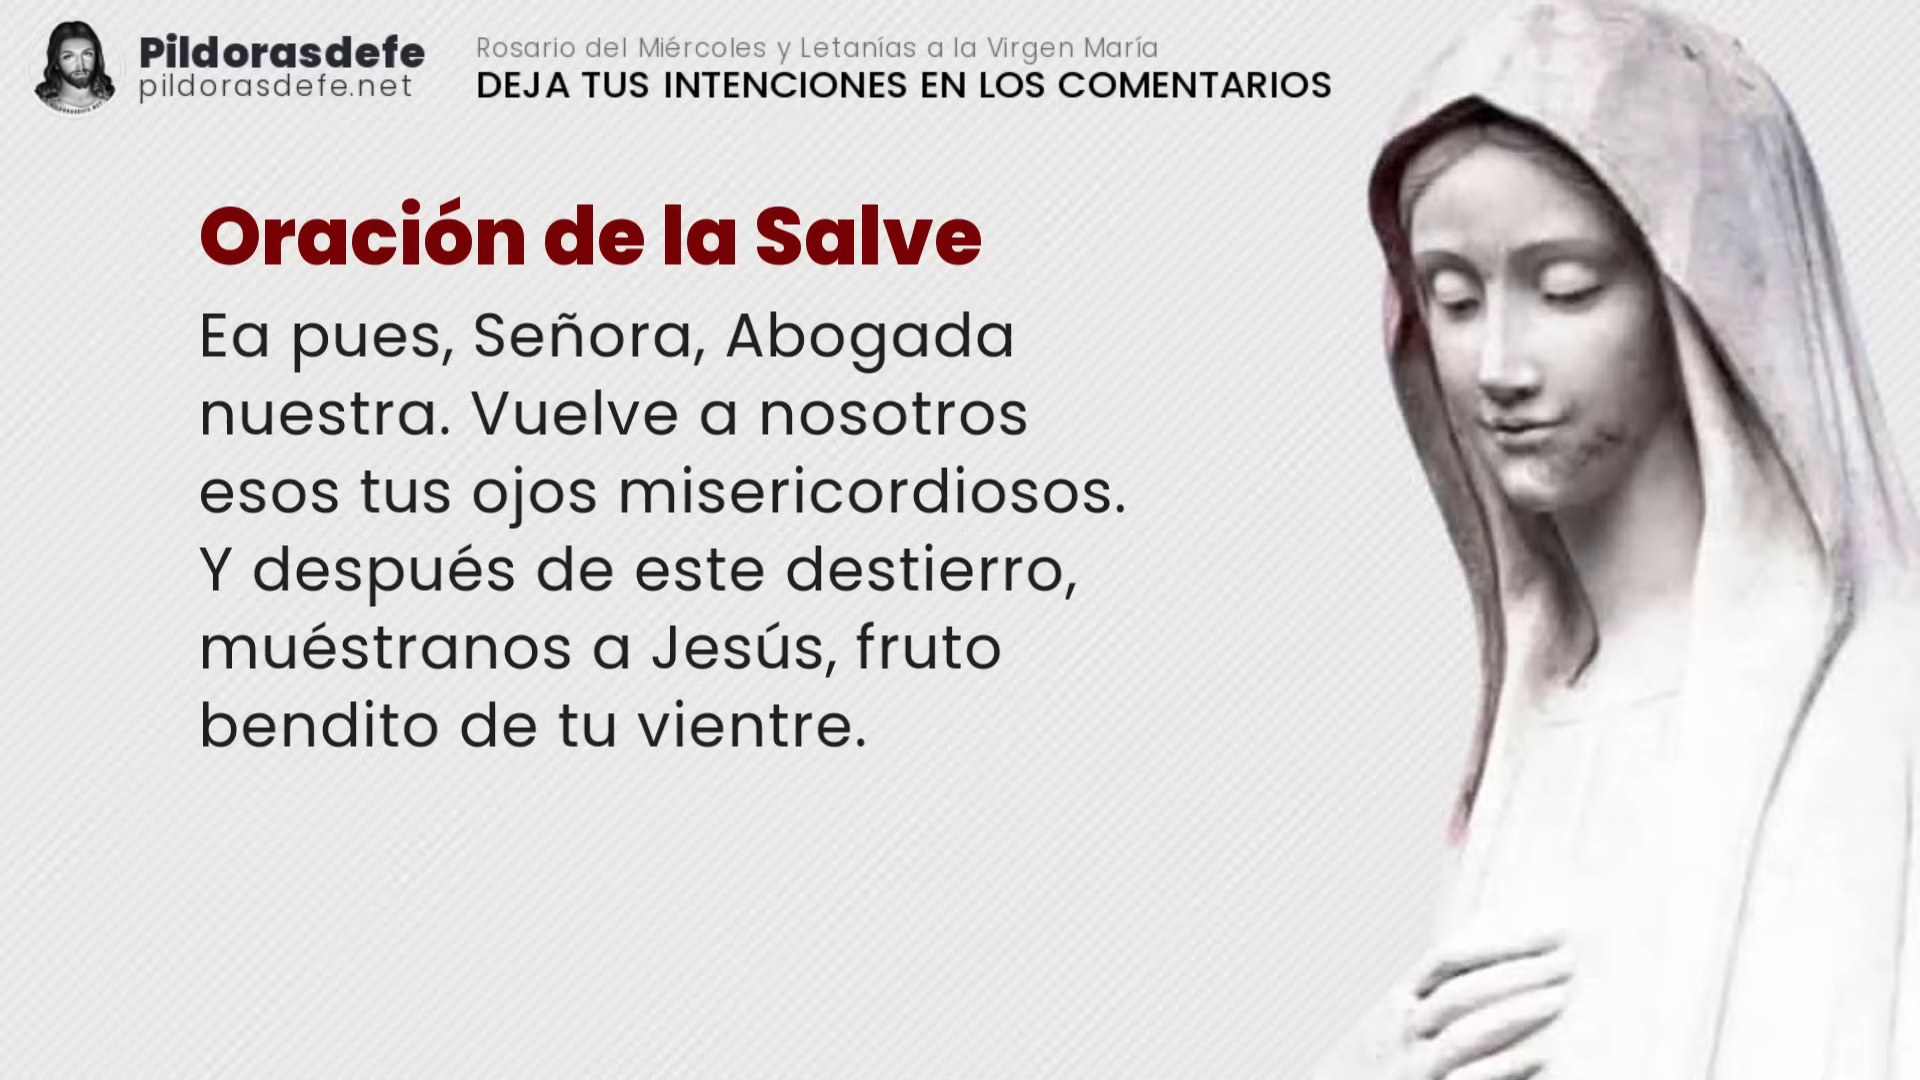 Pildorasdefe
pildorasdefe.net
Rosario del Miércoles y Letanías a la Virgen María
DEJA TUS INTENCIONES EN LOS COMENTARIOS
Oración de la Salve
Ea pues, Señora, Abogada
nuestra. Vuelve a nosotros
esos tus ojos misericordiosos.
Y después de este destierro,
muéstranos a Jesús, fruto
bendito de tu vientre.